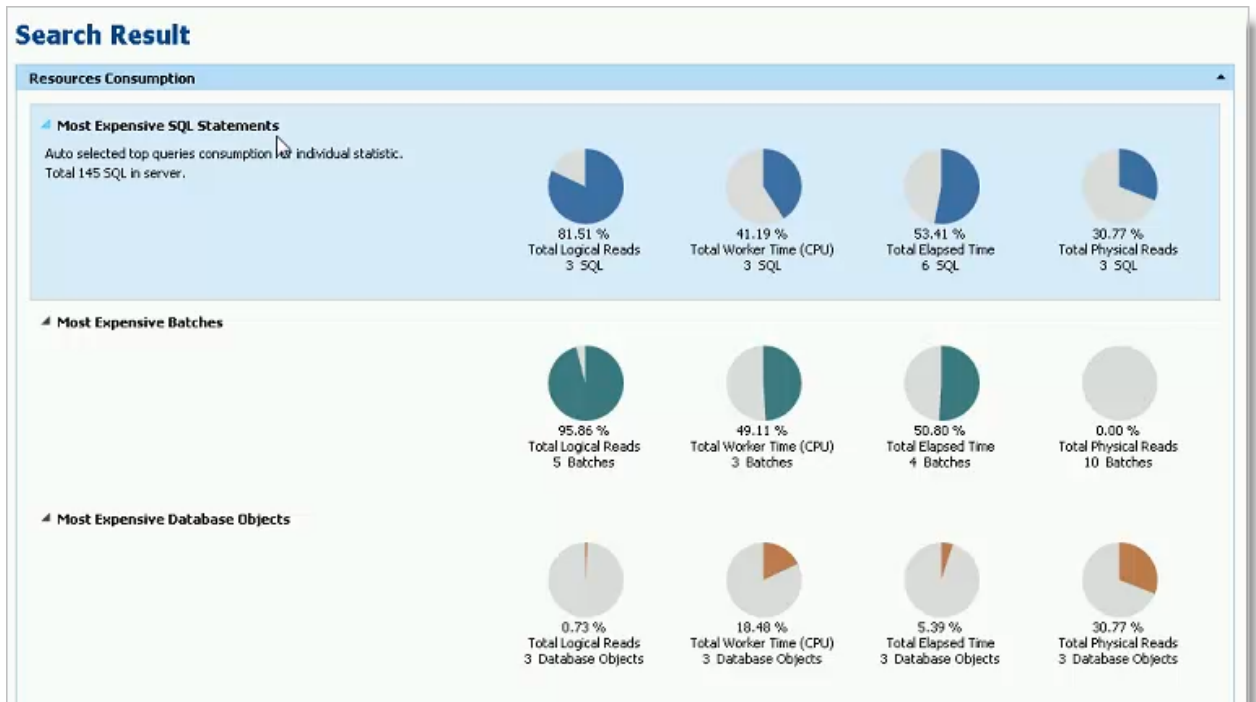 Search Result
Resources Consumption
Most Expensive SQL Statements
Auto selected top queries consumption individual statistic.
Total 145 SQL in server.
81.51 %
Total Logical Reads
3 SQL
41.19 %
Total Worker Time (CPU)
3 SQL
53.41 %
Total Elapsed Time
6 SQL
30.77 %
Total Physical Reads
3 SQL
Most Expensive Batches
95.86 %
Total Logical Reads
5 Batches
49.11 %
Total Worker Time (CPU)
3 Batches
50.80 %
Total Elapsed Time
4 Batches
0.00 %
Total Physical Reads
10 Batches
Most Expensive Database Objects
0.73 %
Total Logical Reads
3 Database Objects
18.48 %
Total Worker Time (CPU)
3 Database Objects
5.39 %
Total Elapsed Time
3 Database Objects
30.77 %
Total Physical Reads
3 Database Objects